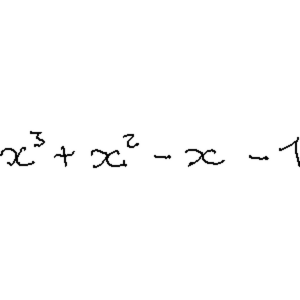 x³ + x² - x - 1